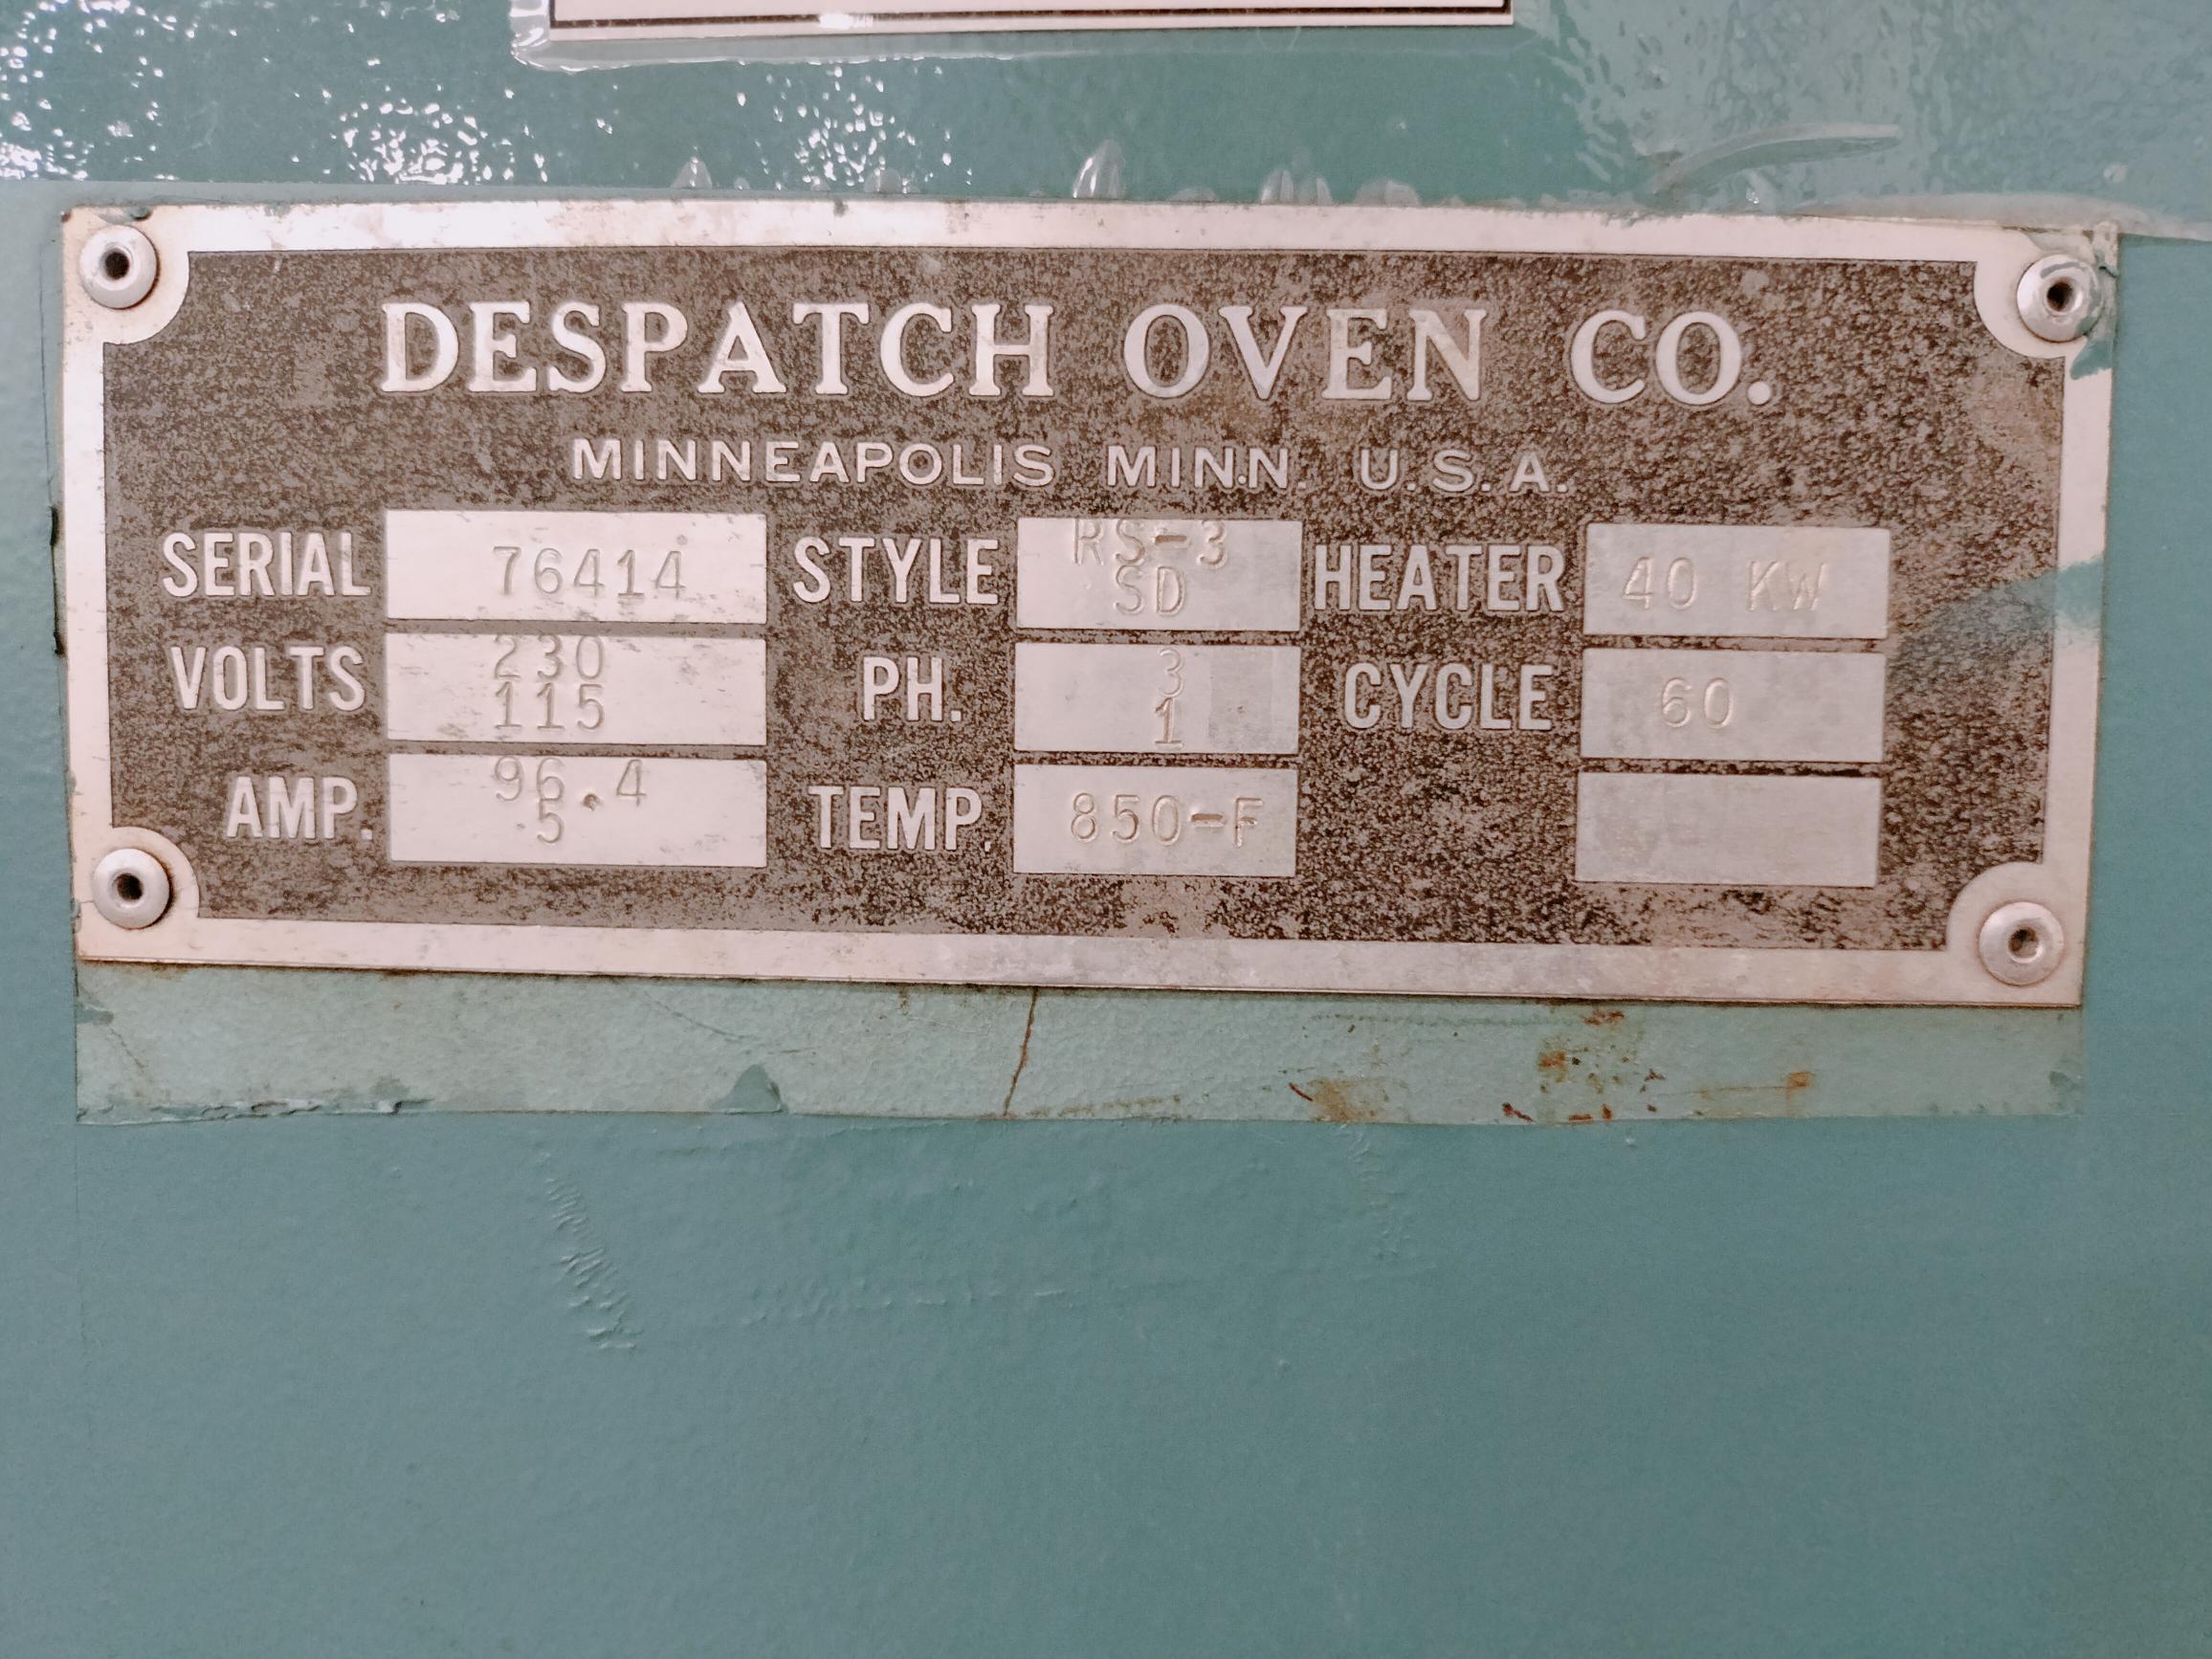 DESPATCH OVEN CO.
MINNEAPOLIS MINN. U.S.A.
SERIAL 76414 STYLE RS-3 SD HEATER 40 KW
VOLTS 230 115 PH. 3 1 CYCLE 60
AMP. 96.4 5 TEMP. 850-F